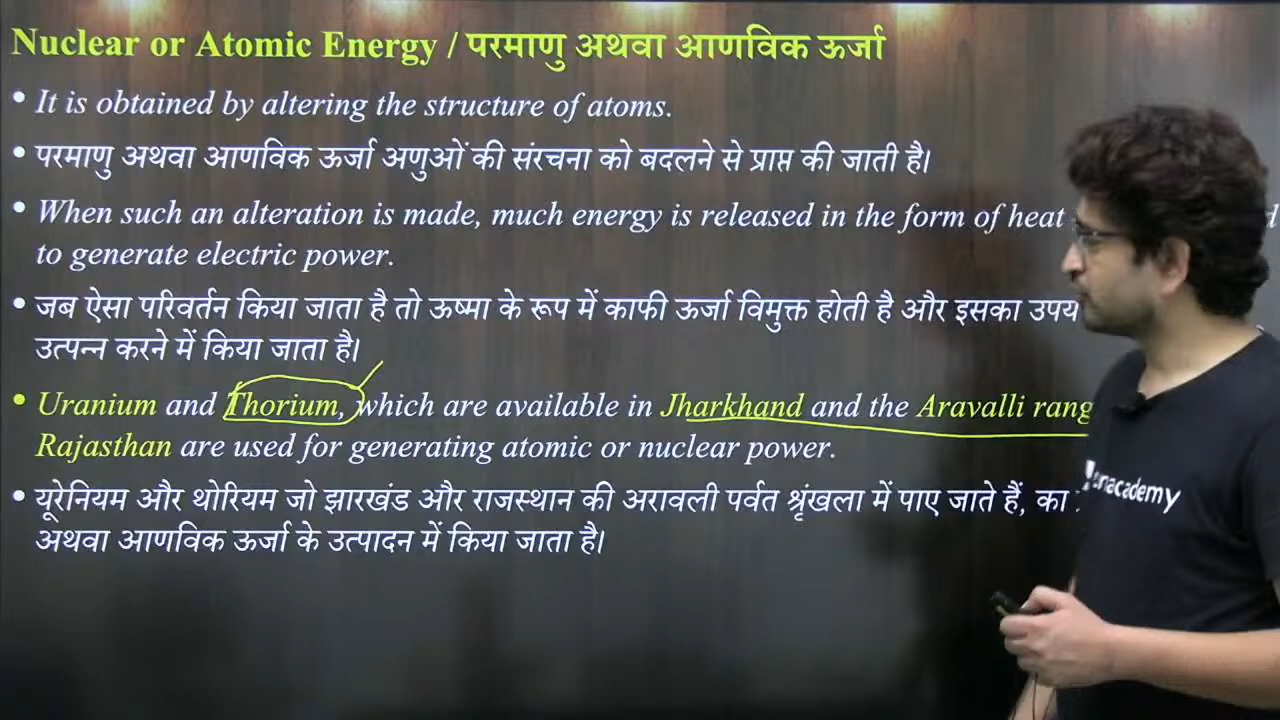 Nuclear or Atomic Energy / परमाणु अथवा आणविक ऊर्जा
• It is obtained by altering the structure of atoms.
• परमाणु अथवा आणविक ऊर्जा अणुओं की संरचना को बदलने से प्राप्त की जाती है।
• When such an alteration is made, much energy is released in the form of heat
to generate electric power.
• जब ऐसा परिवर्तन किया जाता है तो ऊष्मा के रूप में काफी ऊर्जा विमुक्त होती है और इसका
उत्पन्न करने में किया जाता है।
• Uranium and Thorium, which are available in Jharkhand and the Aravalli
Rajasthan are used for generating atomic or nuclear power.
• यूरेनियम और थोरियम जो झारखंड और राजस्थान की अरावली पर्वत श्रृंखला में पाए जाते हैं, का
अथवा आणविक ऊर्जा के उत्पादन में किया जाता है।